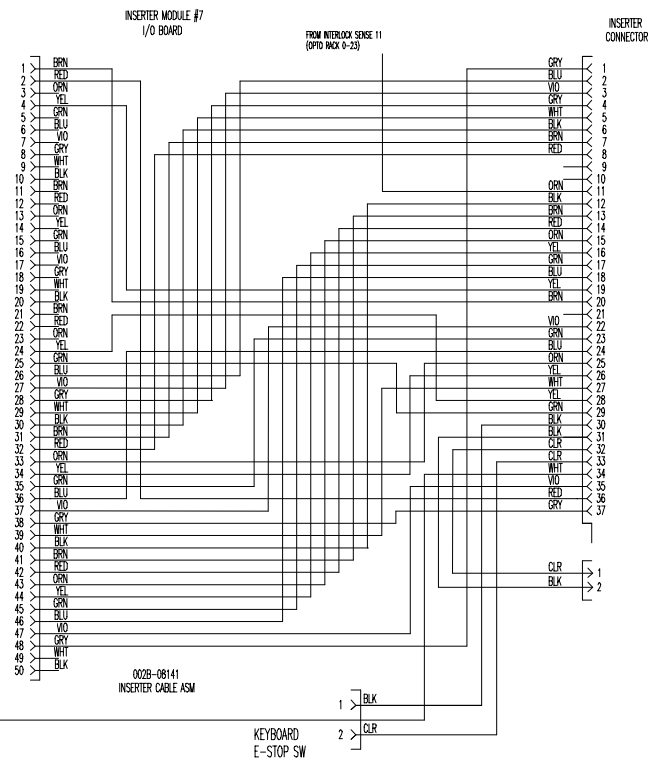 INSERTER MODULE #7
I/O BOARD
FROM INTERLOCK SENSE 11
(OPTO RACK 0-23)
INSERTER
CONNECTOR
1 BRN
2 RED
3 ORN
4 YEL
5 GRN
6 BLU
7 VIO
8 GRY
9 WHT
10 BLK
11 BRN
12 RED
13 ORN
14 YEL
15 GRN
16 BLU
17 VIO
18 GRY
19 WHT
20 BLK
21 BRN
22 RED
23 ORN
24 YEL
25 GRN
26 BLU
27 VIO
28 GRY
29 WHT
30 BLK
31 BRN
32 RED
33 ORN
34 YEL
35 GRN
36 BLU
37 VIO
38 GRY
39 WHT
40 BLK
41 BRN
42 RED
43 ORN
44 YEL
45 GRN
46 BLU
47 VIO
48 GRY
49 WHT
50 BLK
GRY 1
BLU 2
VIO 3
GRY 4
WHT 5
BLK 6
BRN 7
RED 8
9
10
ORN 11
BLK 12
BRN 13
RED 14
ORN 15
YEL 16
GRN 17
BLU 18
YEL 19
BRN 20
21
VIO 22
GRN 23
BLU 24
ORN 25
YEL 26
WHT 27
YEL 28
GRN 29
BLK 30
BLK 31
CLR 32
CLR 33
WHT 34
VIO 35
RED 36
GRY 37
CLR 1
BLK 2
002B-08141
INSERTER CABLE ASM
1 BLK
2 CLR
KEYBOARD
E-STOP SW